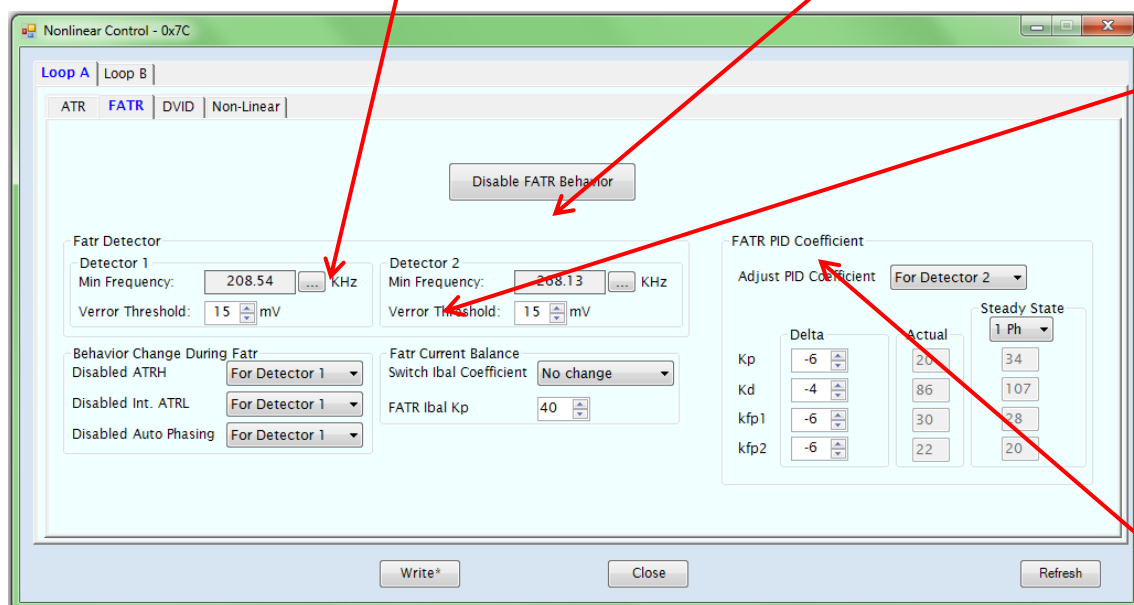 Nonlinear Control - 0x7C
Loop A Loop B
ATR FATR DVID Non-Linear
Disable FATR Behavior
Fatr Detector
Detector 1
Min Frequency: 208.54 ... KHz
Verror Threshold: 15 mV
Detector 2
Min Frequency: 268.13 ... KHz
Verror Threshold: 15 mV
Behavior Change During Fatr
Disabled ATRH For Detector 1
Disabled Int. ATRL For Detector 1
Disabled Auto Phasing For Detector 1
Fatr Current Balance
Switch Ibal Coefficient No change
FATR Ibal Kp 40
FATR PID Coefficient
Adjust PID Coefficient For Detector 2
Delta Actual Steady State
1 Ph
Kp -6 20 34
Kd -4 86 107
kfp1 -6 30 28
kfp2 -6 22 20
Write* Close Refresh